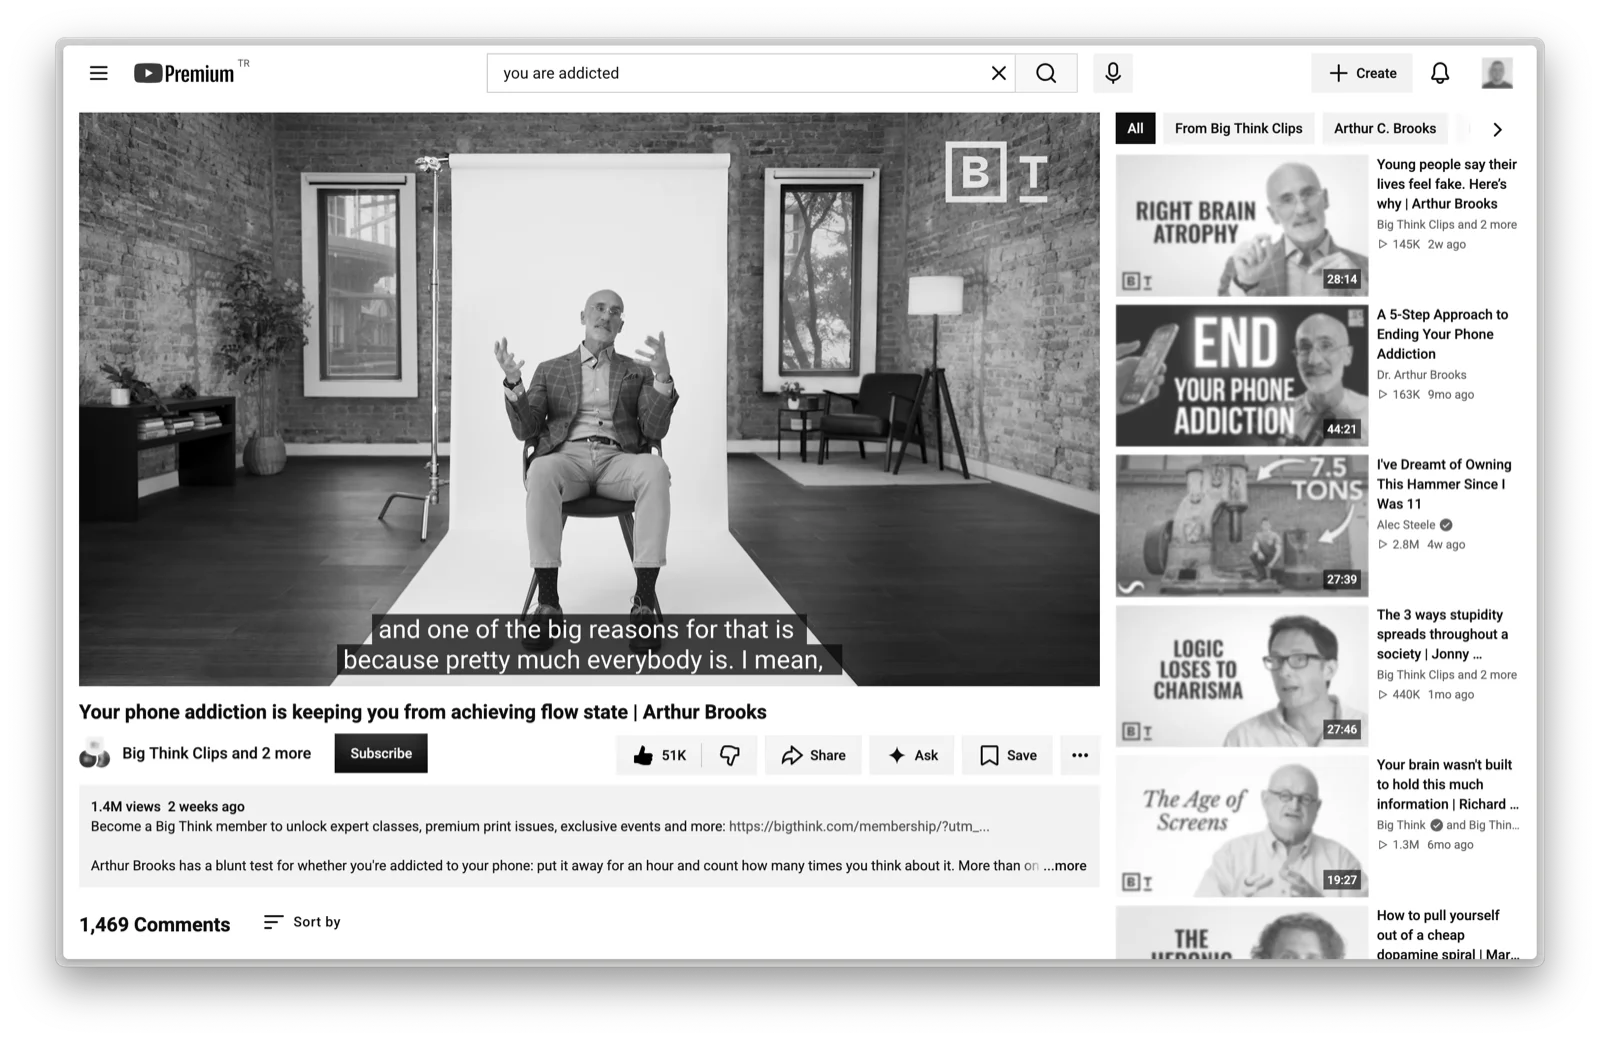 Premium TR
you are addicted
Create
B T
and one of the big reasons for that is
because pretty much everybody is. I mean,
Your phone addiction is keeping you from achieving flow state | Arthur Brooks
Big Think Clips and 2 more
Subscribe
51K
Share
Ask
Save
1.4M views 2 weeks ago
Become a Big Think member to unlock expert classes, premium print issues, exclusive events and more: https://bigthink.com/membership/?utm_...
Arthur Brooks has a blunt test for whether you're addicted to your phone: put it away for an hour and count how many times you think about it. More than on ...more
1,469 Comments
Sort by
All
From Big Think Clips
Arthur C. Brooks
RIGHT BRAIN
ATROPHY
B T
28:14
Young people say their
lives feel fake. Here's
why | Arthur Brooks
Big Think Clips and 2 more
145K 2w ago
END
YOUR PHONE
ADDICTION
44:21
A 5-Step Approach to
Ending Your Phone
Addiction
Dr. Arthur Brooks
163K 9mo ago
7.5
TONS
27:39
I've Dreamt of Owning
This Hammer Since I
Was 11
Alec Steele
2.8M 4w ago
LOGIC
LOSES TO
CHARISMA
B T
27:46
The 3 ways stupidity
spreads throughout a
society | Jonny ...
Big Think Clips and 2 more
440K 1mo ago
The Age of
Screens
B T
19:27
Your brain wasn't built
to hold this much
information | Richard ...
Big Think and Big Thin...
1.3M 6mo ago
THE
How to pull yourself
out of a cheap
dopamine spiral | Mar...